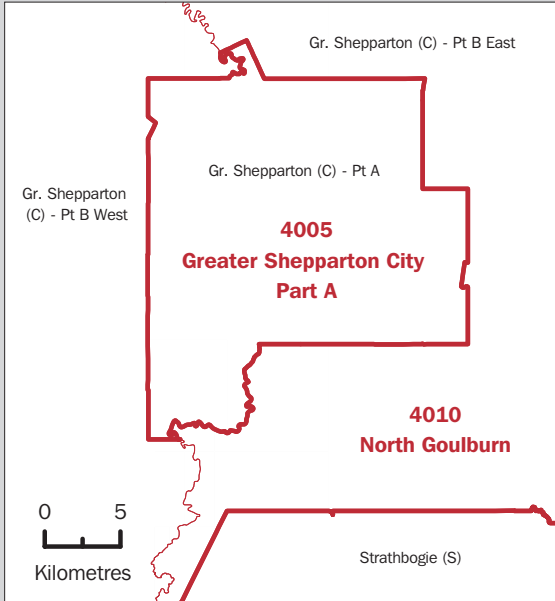 Gr. Shepparton (C) - Pt B East
Gr. Shepparton (C) - Pt A
Gr. Shepparton
(C) - Pt B West
4005
Greater Shepparton City
Part A
4010
North Goulburn
0 5
Kilometres
Strathbogie (S)